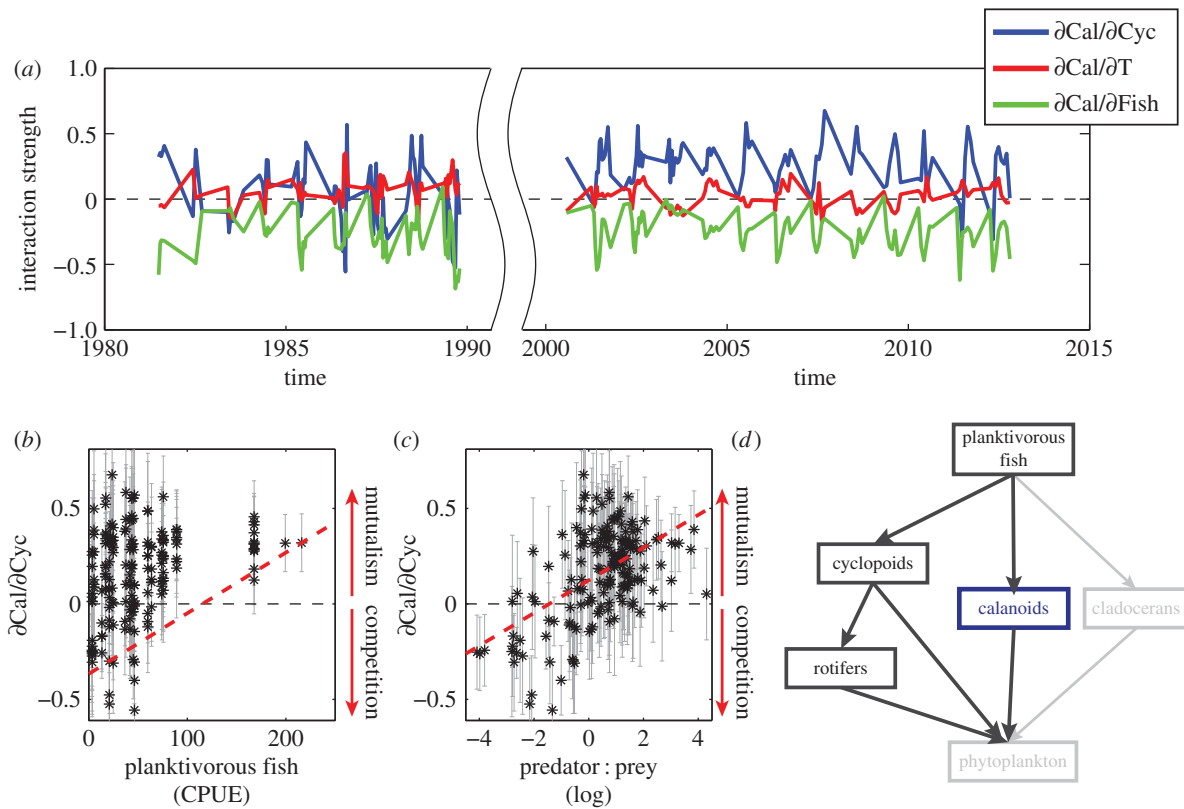 ∂Cal/∂Cyc
∂Cal/∂T
∂Cal/∂Fish
(a)
interaction strength
1.0
0.5
0
−0.5
−1.0
1980
1985
1990
2000
2005
2010
2015
time
time
(b)
∂Cal/∂Cyc
0.5
0
−0.5
0
100
200
planktivorous fish
(CPUE)
mutualism
competition
(c)
∂Cal/∂Cyc
0.5
0
−0.5
−4
−2
0
2
4
predator : prey
(log)
mutualism
competition
(d)
planktivorous
fish
cyclopoids
calanoids
cladocerans
rotifers
phytoplankton